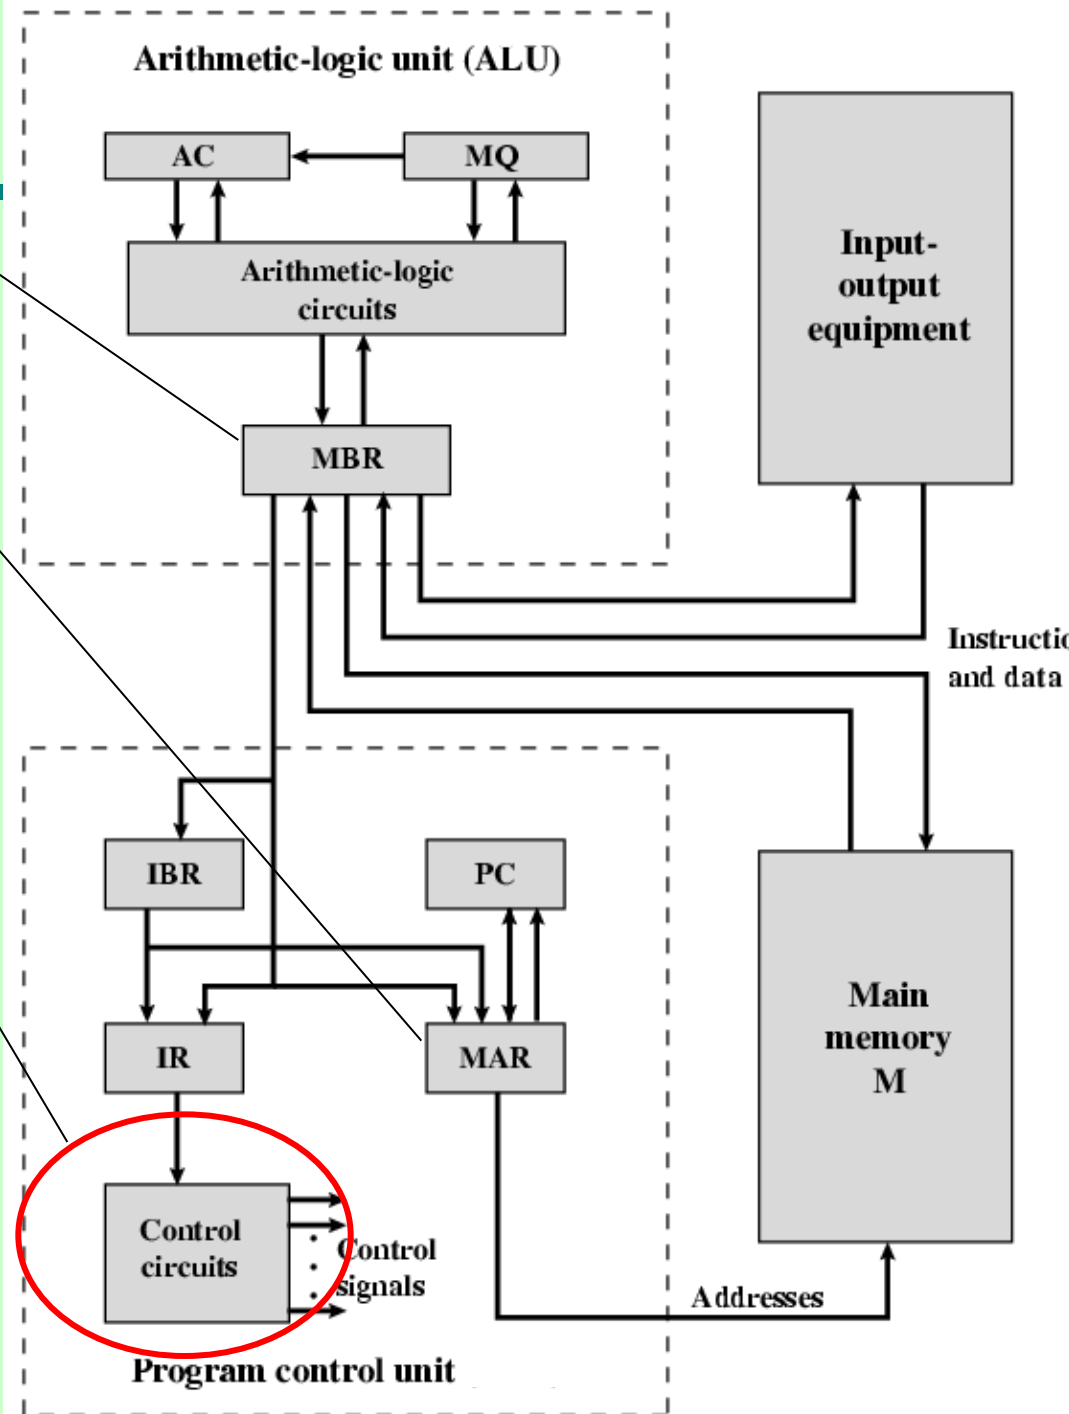 Arithmetic-logic unit (ALU)
AC
MQ
Arithmetic-logic
circuits
Input-
output
equipment
MBR
and data
IBR
PC
IR
MAR
Main
memory
M
Control
circuits
Control
signals
Addresses
Program control unit